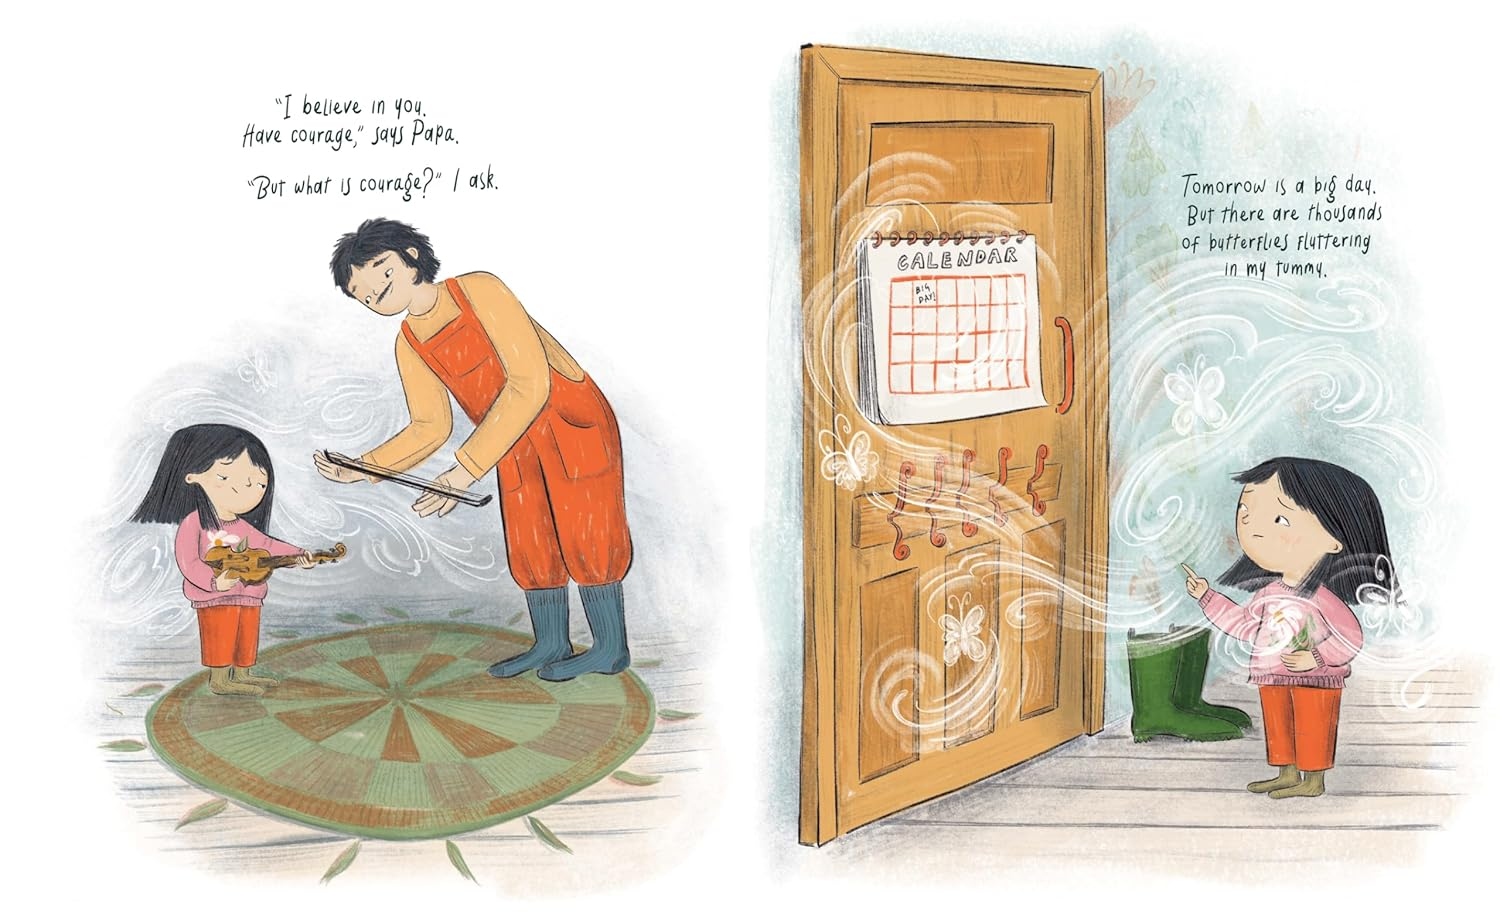 "I believe in you.
Have courage," says Papa.
"But what is courage?" I ask.
CALENDAR
BIG
DAY!
Tomorrow is a big day.
But there are thousands
of butterflies fluttering
in my tummy.